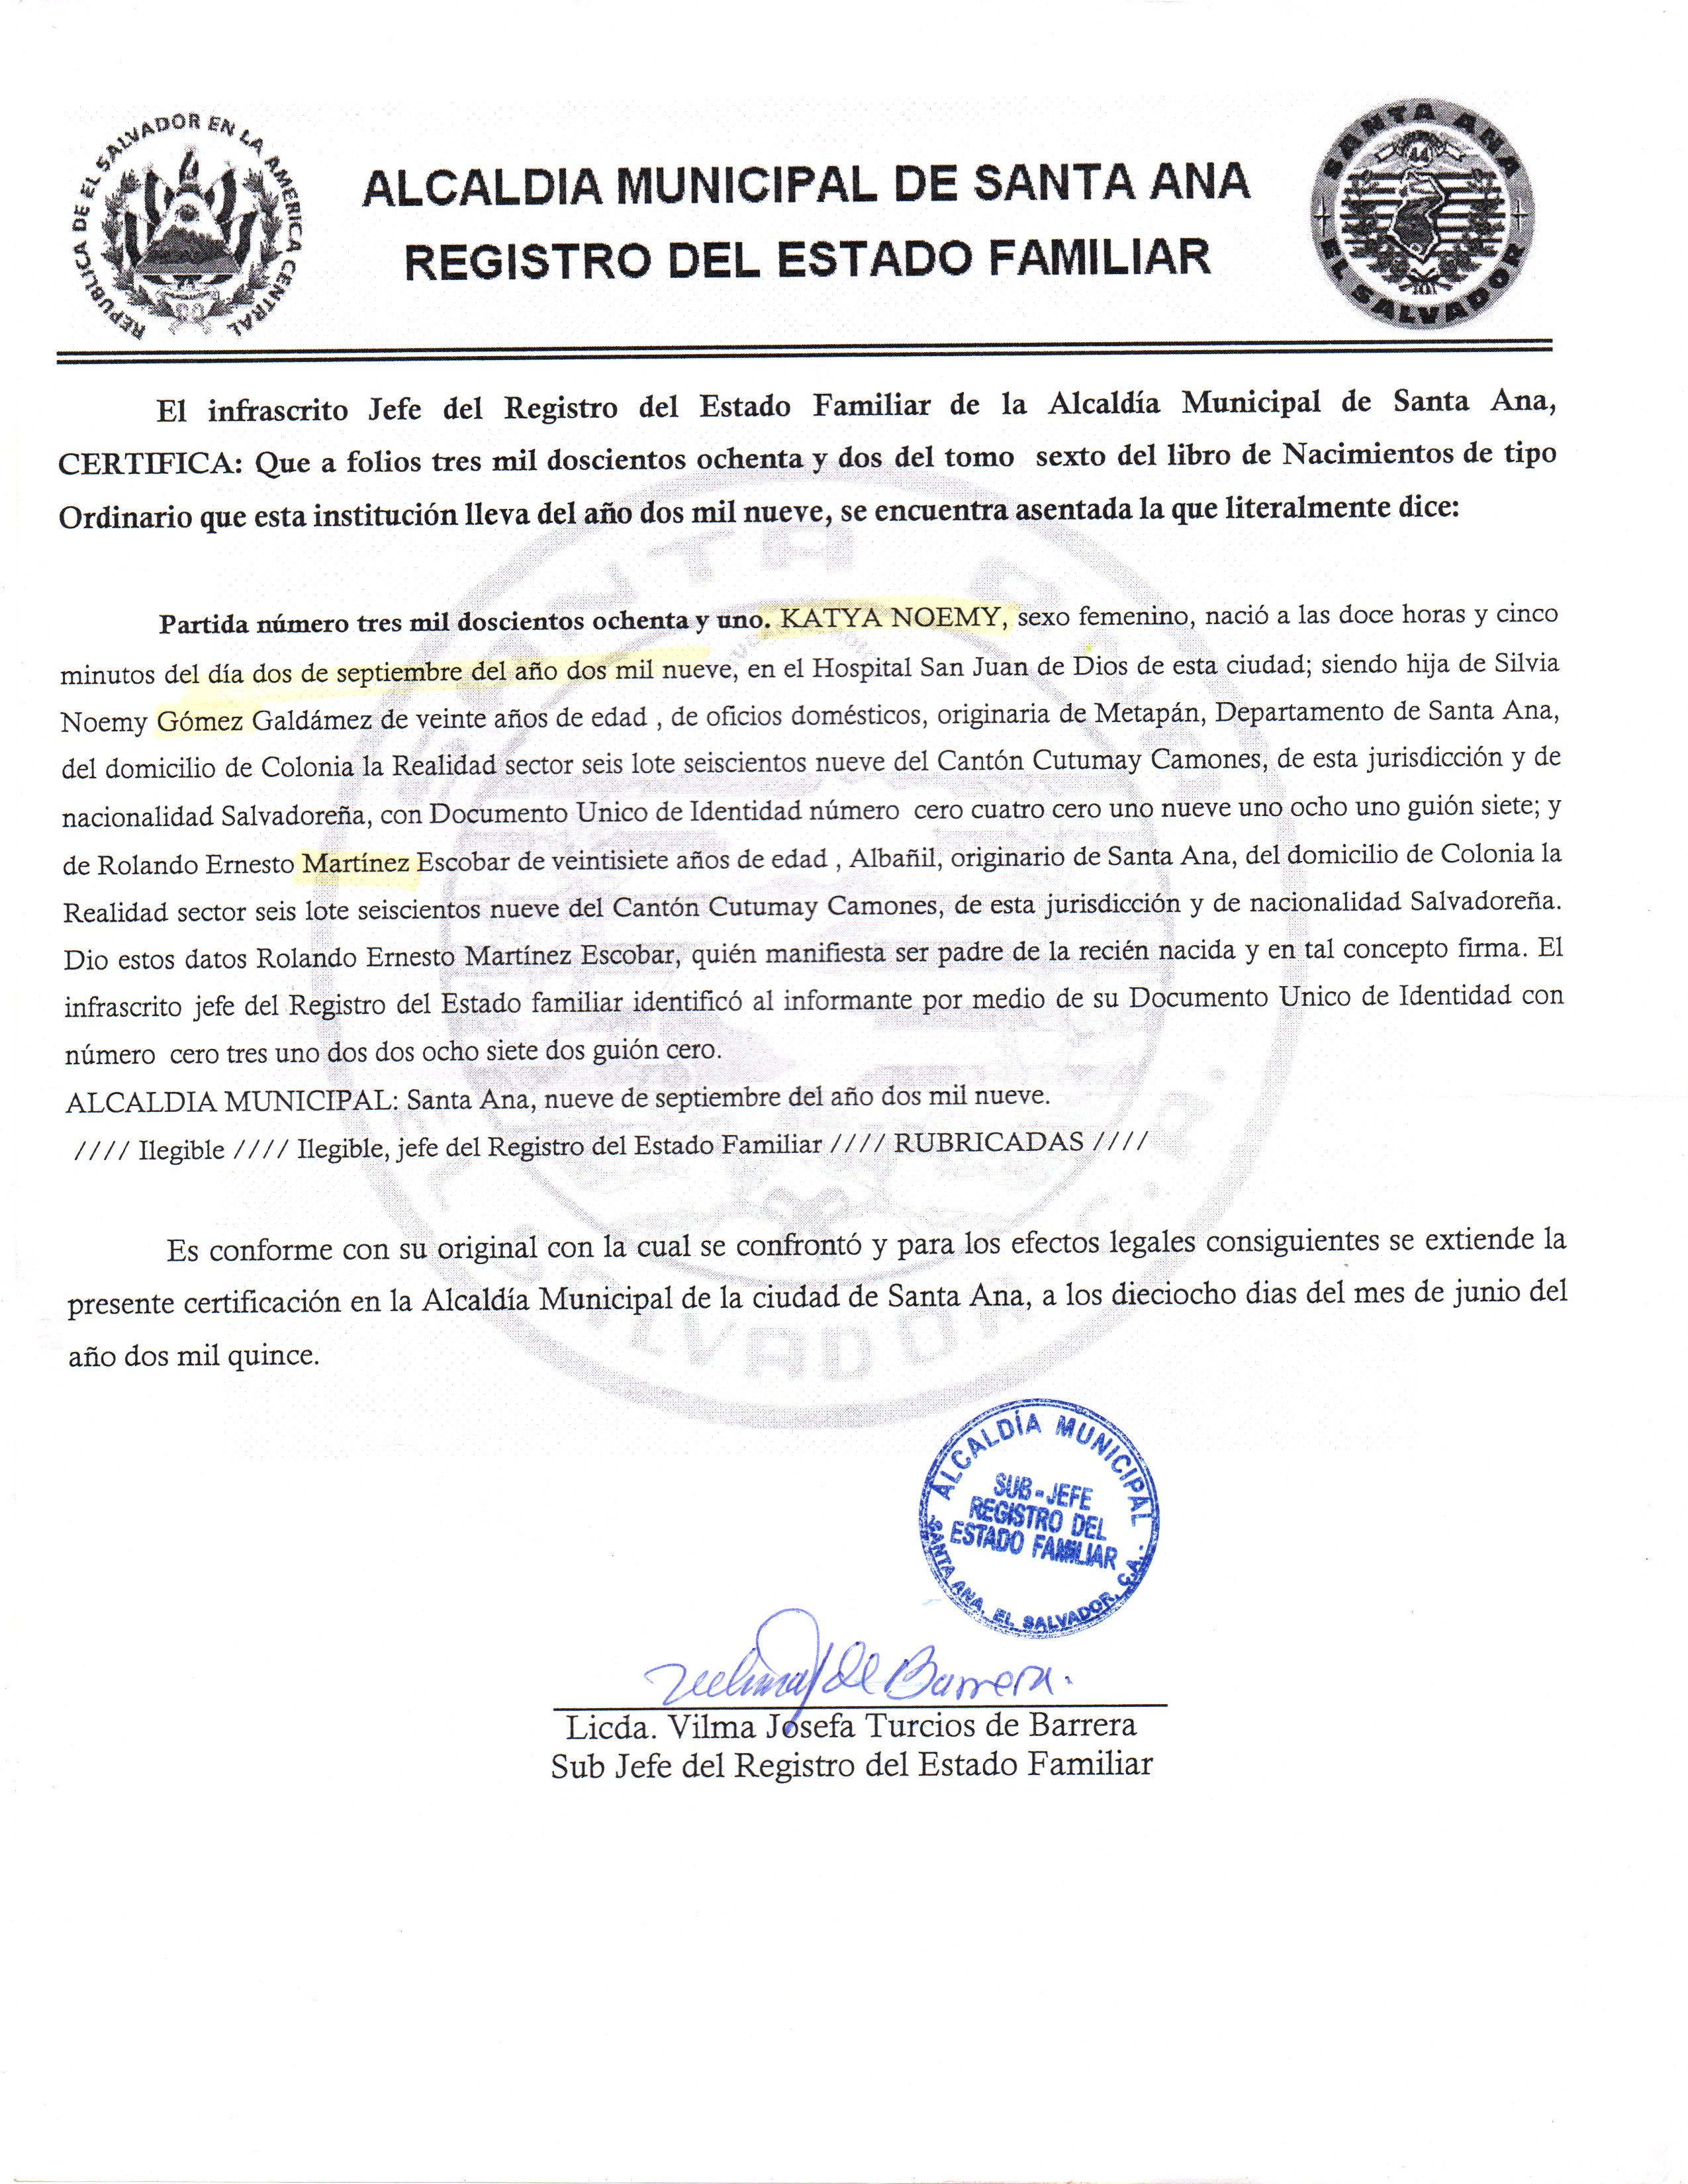 REPUBLICA DE EL SALVADOR EN LA AMERICA CENTRAL
ALCALDIA MUNICIPAL DE SANTA ANA
REGISTRO DEL ESTADO FAMILIAR
SANTA ANA
44
EL SALVADOR
El infrascrito Jefe del Registro del Estado Familiar de la Alcaldía Municipal de Santa Ana,
CERTIFICA: Que a folios tres mil doscientos ochenta y dos del tomo sexto del libro de Nacimientos de tipo
Ordinario que esta institución lleva del año dos mil nueve, se encuentra asentada la que literalmente dice:
Partida número tres mil doscientos ochenta y uno. KATYA NOEMY, sexo femenino, nació a las doce horas y cinco
minutos del día dos de septiembre del año dos mil nueve, en el Hospital San Juan de Dios de esta ciudad; siendo hija de Silvia
Noemy Gómez Galdámez de veinte años de edad , de oficios domésticos, originaria de Metapán, Departamento de Santa Ana,
del domicilio de Colonia la Realidad sector seis lote seiscientos nueve del Cantón Cutumay Camones, de esta jurisdicción y de
nacionalidad Salvadoreña, con Documento Unico de Identidad número cero cuatro cero uno nueve uno ocho uno guión siete; y
de Rolando Ernesto Martínez Escobar de veintisiete años de edad , Albañil, originario de Santa Ana, del domicilio de Colonia la
Realidad sector seis lote seiscientos nueve del Cantón Cutumay Camones, de esta jurisdicción y de nacionalidad Salvadoreña.
Dio estos datos Rolando Ernesto Martínez Escobar, quién manifiesta ser padre de la recién nacida y en tal concepto firma. El
infrascrito jefe del Registro del Estado familiar identificó al informante por medio de su Documento Unico de Identidad con
número cero tres uno dos dos ocho siete dos guión cero.
ALCALDIA MUNICIPAL: Santa Ana, nueve de septiembre del año dos mil nueve.
//// Ilegible //// Ilegible, jefe del Registro del Estado Familiar //// RUBRICADAS ////
Es conforme con su original con la cual se confrontó y para los efectos legales consiguientes se extiende la
presente certificación en la Alcaldía Municipal de la ciudad de Santa Ana, a los dieciocho dias del mes de junio del
año dos mil quince.
ALCALDÍA MUNICIPAL
SUB-JEFE
REGISTRO DEL
ESTADO FAMILIAR
SANTA ANA, EL SALVADOR, C.A.
de Barrera.
Licda. Vilma Josefa Turcios de Barrera
Sub Jefe del Registro del Estado Familiar